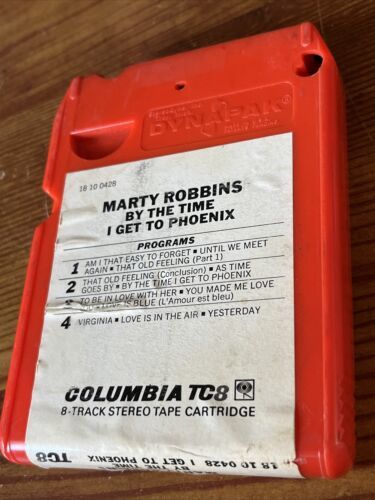 DYNAPAK®
18 10 0428
MARTY ROBBINS
BY THE TIME
I GET TO PHOENIX
PROGRAMS
1 AM I THAT EASY TO FORGET ▪ UNTIL WE MEET
AGAIN ▪ THAT OLD FEELING (Part 1)
2 THAT OLD FEELING (Conclusion) ▪ AS TIME
GOES BY ▪ BY THE TIME I GET TO PHOENIX
TO BE IN LOVE WITH HER ▪ YOU MADE ME LOVE
IS BLUE (L'Amour est bleu)
4 VIRGINIA ▪ LOVE IS IN THE AIR ▪ YESTERDAY
COLUMBIA TC8
8-TRACK STEREO TAPE CARTRIDGE
BY THE TIME I GET TO PHOENIX
18 10 0428
TC8